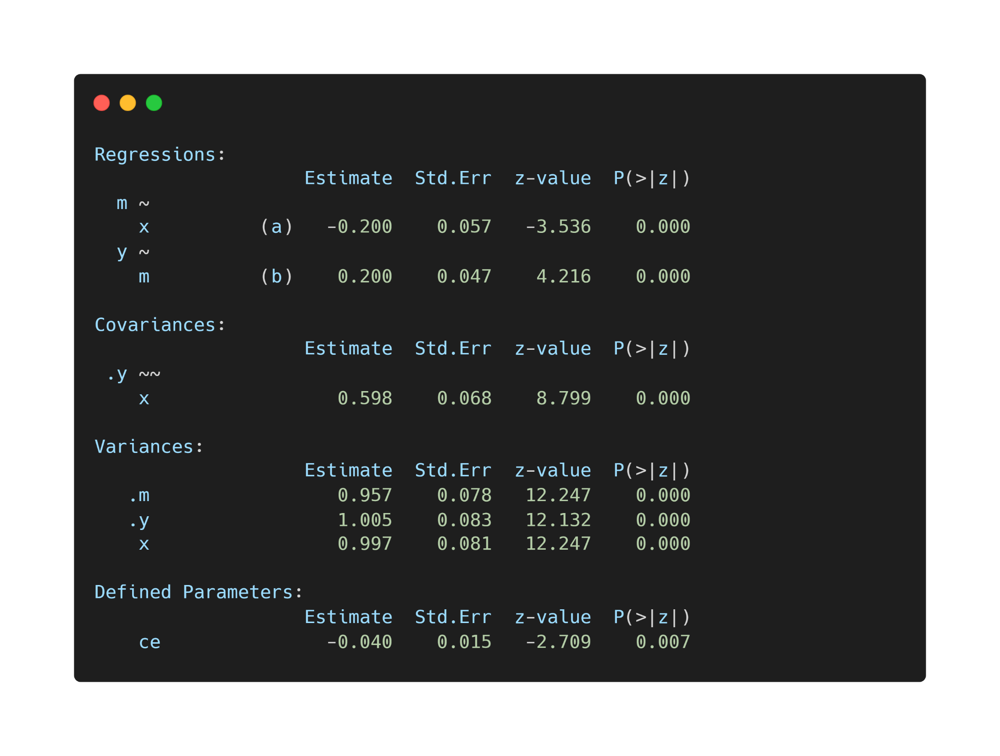 Regressions:
                   Estimate  Std.Err  z-value  P(>|z|)
  m ~
    x          (a)   -0.200    0.057   -3.536    0.000
  y ~
    m          (b)    0.200    0.047    4.216    0.000

Covariances:
                   Estimate  Std.Err  z-value  P(>|z|)
 .y ~~
    x                 0.598    0.068    8.799    0.000

Variances:
                   Estimate  Std.Err  z-value  P(>|z|)
   .m                 0.957    0.078   12.247    0.000
   .y                 1.005    0.083   12.132    0.000
    x                 0.997    0.081   12.247    0.000

Defined Parameters:
                   Estimate  Std.Err  z-value  P(>|z|)
    ce               -0.040    0.015   -2.709    0.007